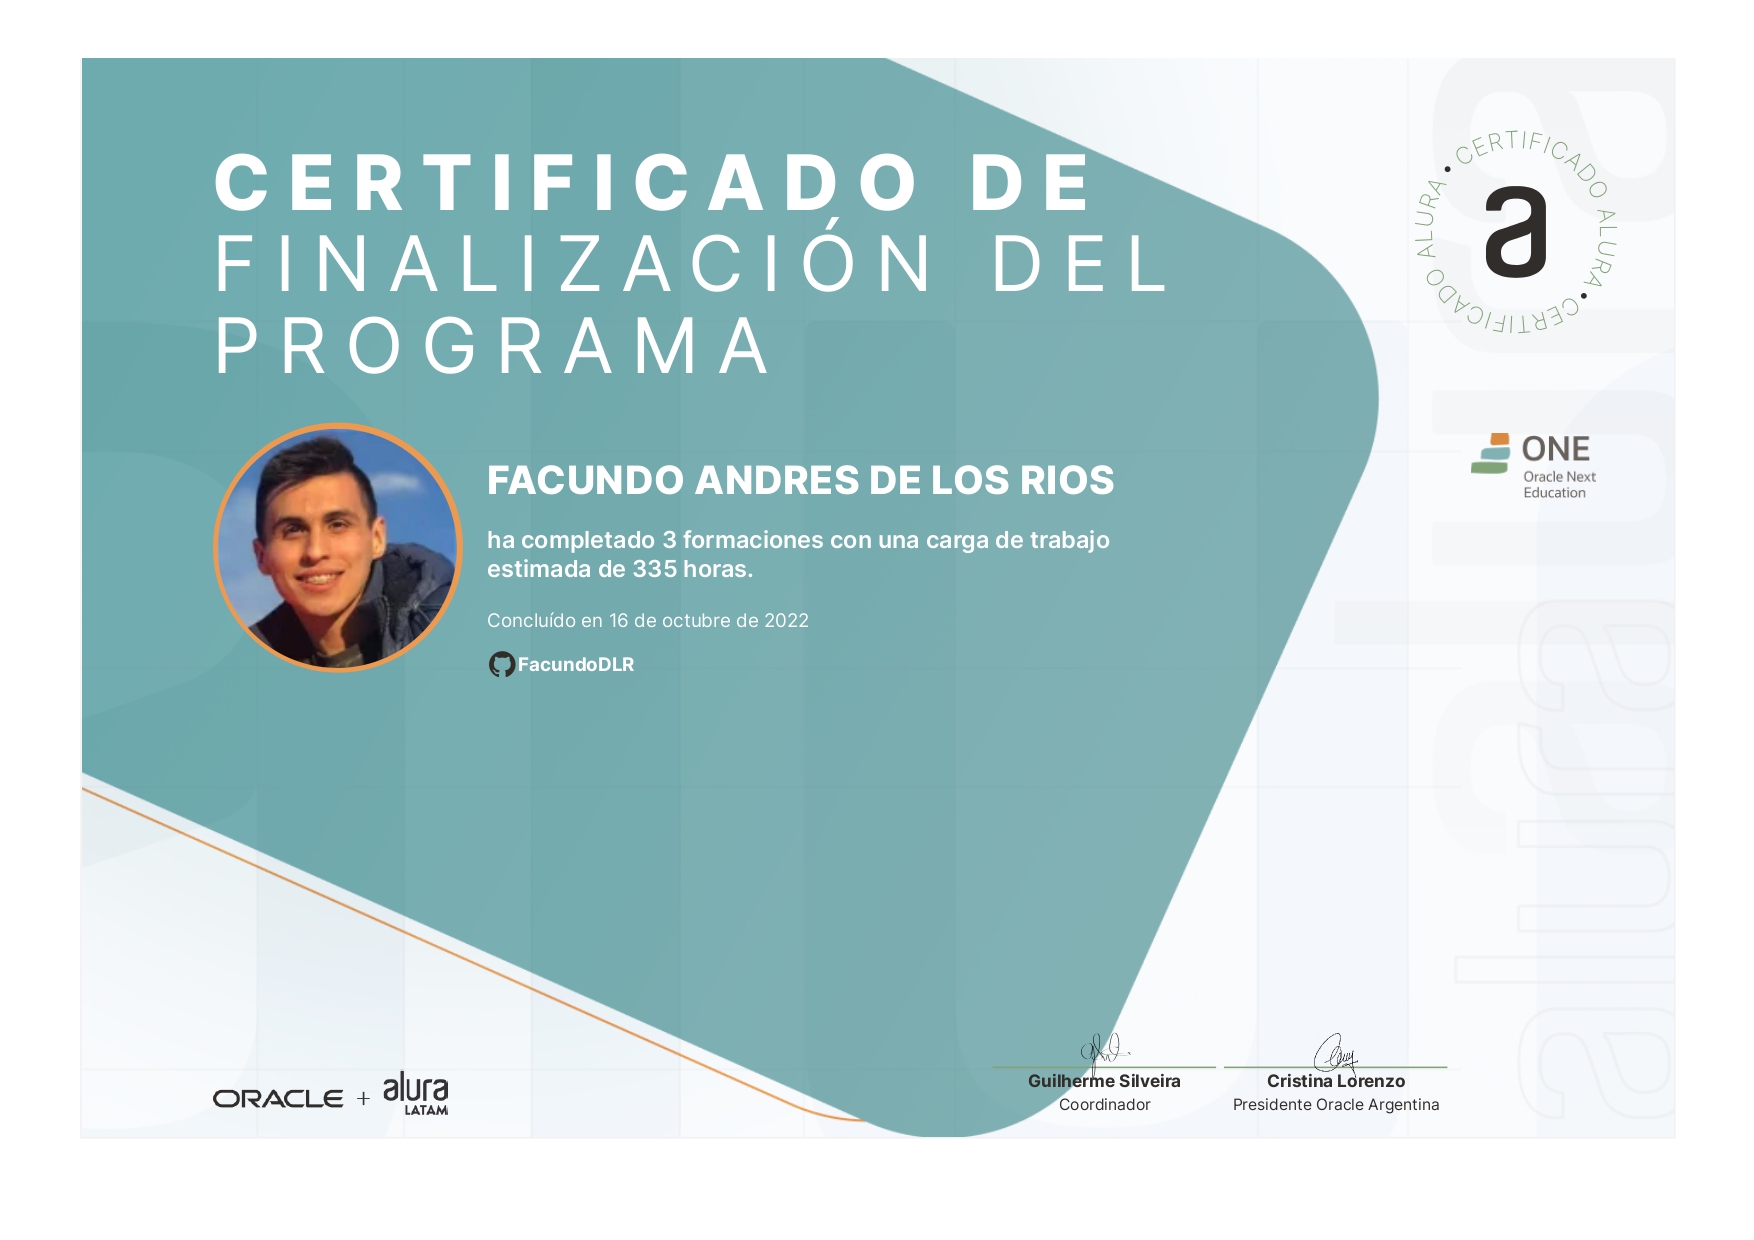 CERTIFICADO DE
FINALIZACIÓN DEL
PROGRAMA
CERTIFICADO ALURA • CERTIFICADO ALURA •
a
ONE
Oracle Next
Education
FACUNDO ANDRES DE LOS RIOS
ha completado 3 formaciones con una carga de trabajo
estimada de 335 horas.
Concluído en 16 de octubre de 2022
FacundoDLR
ORACLE + alura
LATAM
Guilherme Silveira
Coordinador
Cristina Lorenzo
Presidente Oracle Argentina
alura
alura